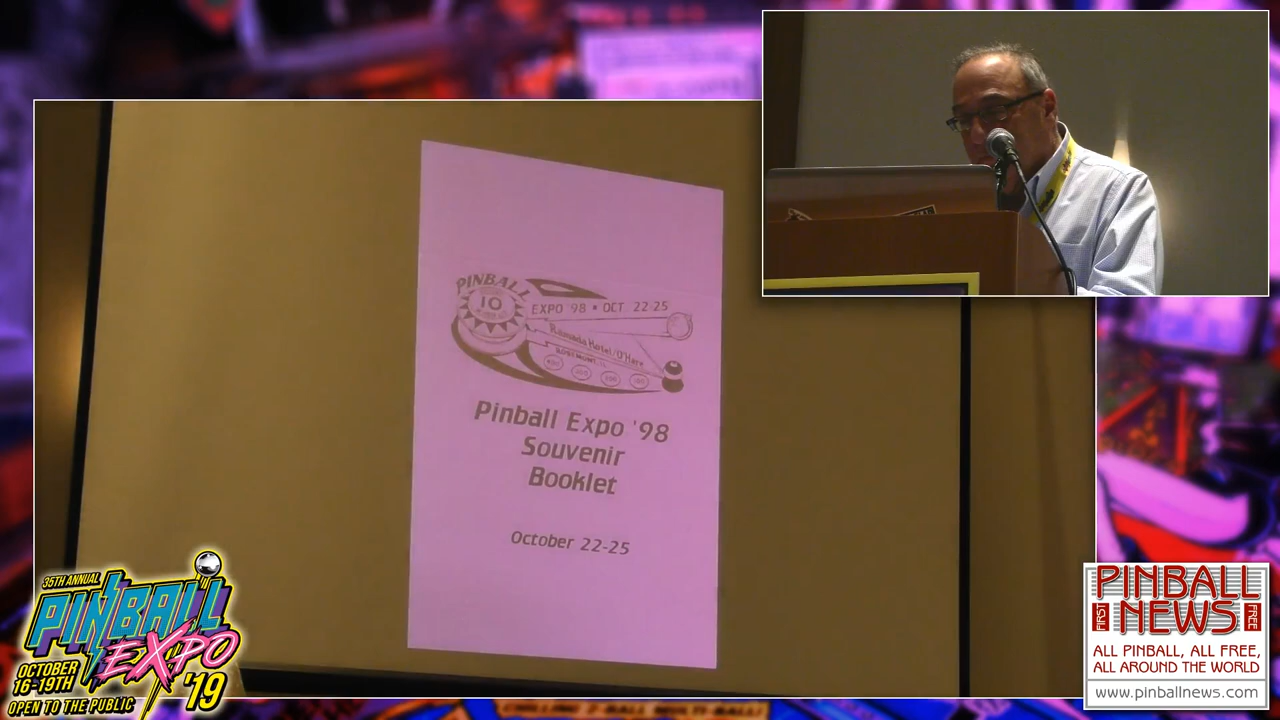 PINBALL
10
EXPO '98 • OCT 22-25
Ramada Hotel/O'Hare
Pinball Expo '98
Souvenir
Booklet
October 22-25
35TH ANNUAL
PINBALL
EXPO
OCTOBER
16-19TH
'19
OPEN TO THE PUBLIC
PINBALL
FIRST NEWS FREE
ALL PINBALL, ALL FREE,
ALL AROUND THE WORLD
www.pinballnews.com